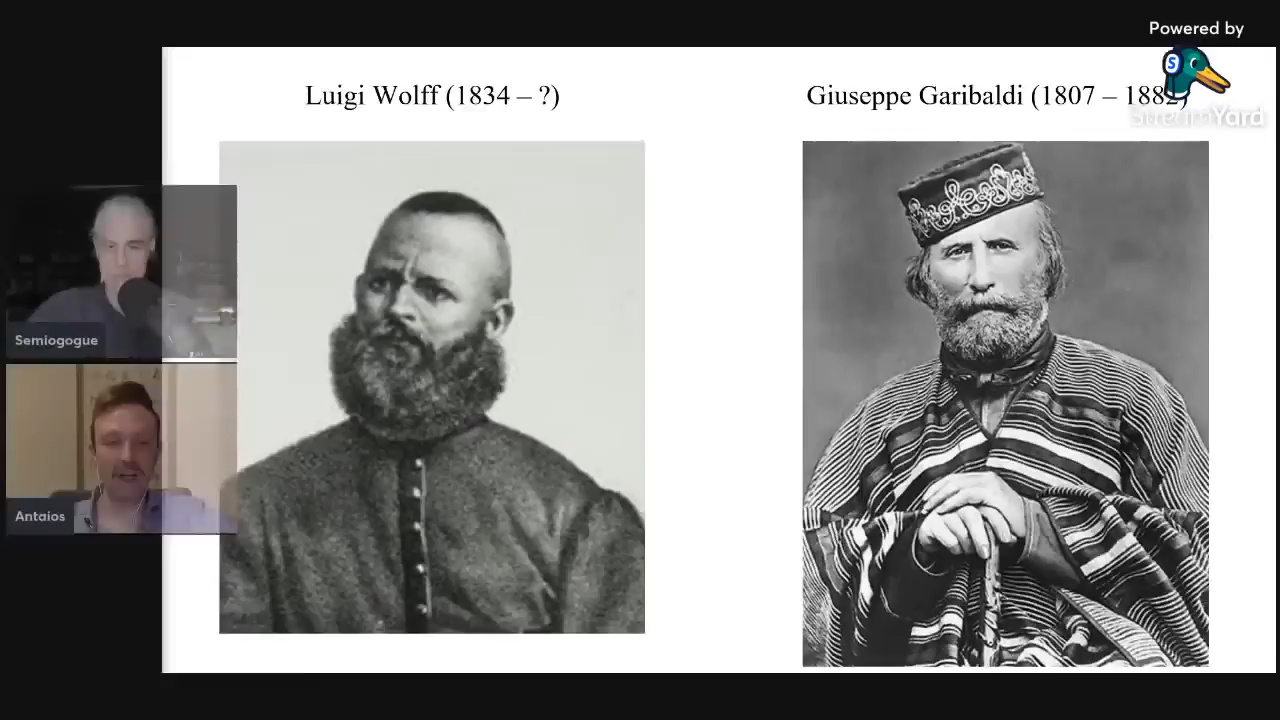 Powered by
StreamYard
Luigi Wolff (1834 – ?)
Giuseppe Garibaldi (1807 – 1882)
Semiogogue
Antaios